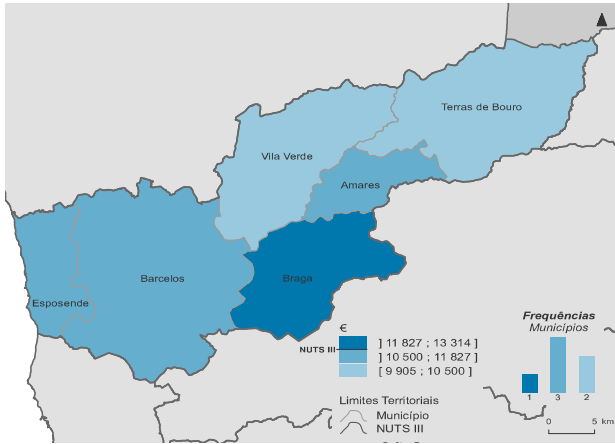 Terras de Bouro
Vila Verde
Amares
Barcelos
Braga
Esposende
€
] 11 827 ; 13 314 ]
NUTS III
] 10 500 ; 11 827 ]
[ 9 905 ; 10 500 ]
Frequências
Municípios
1 3 2
Limites Territoriais
Município
NUTS III
0 5 km